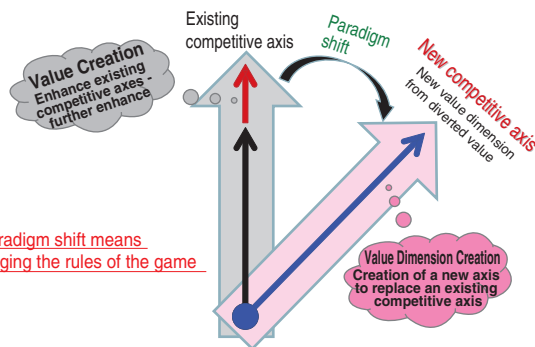 Existing
competitive axis
Paradigm
shift
New competitive axis
New value dimension
from diverted value
Value Creation
Enhance existing
competitive axes -
further enhance
radigm shift means
ging the rules of the game
Value Dimension Creation
Creation of a new axis
to replace an existing
competitive axis